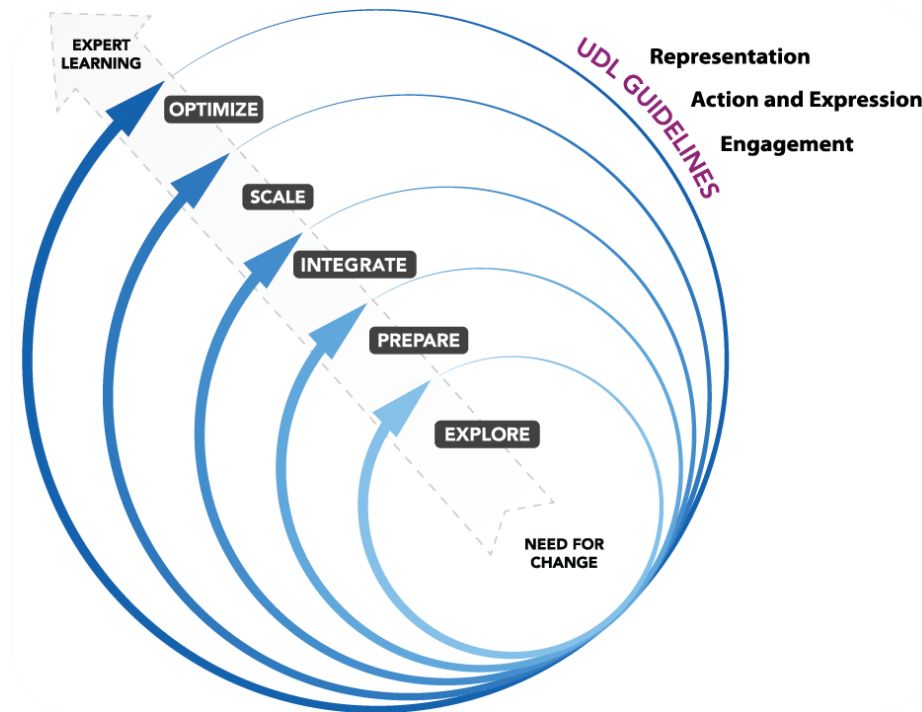 EXPERT
LEARNING
OPTIMIZE
SCALE
INTEGRATE
PREPARE
EXPLORE
NEED FOR
CHANGE
UDL GUIDELINES
Representation
Action and Expression
Engagement